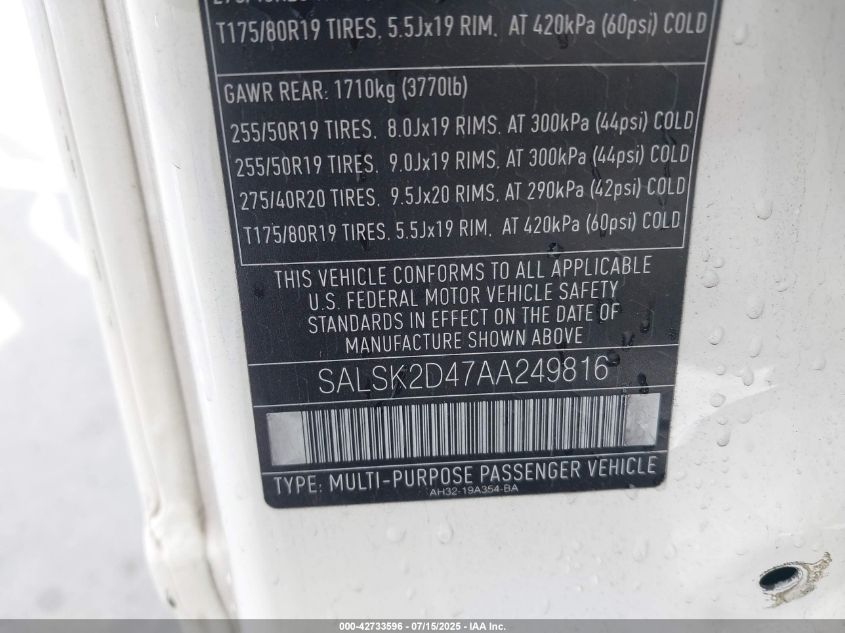 T175/80R19 TIRES, 5.5Jx19 RIM, AT 420kPa (60psi) COLD
GAWR REAR: 1710kg (3770lb)
255/50R19 TIRES, 8.0Jx19 RIMS, AT 300kPa (44psi) COLD
255/50R19 TIRES, 9.0Jx19 RIMS, AT 300kPa (44psi) COLD
275/40R20 TIRES, 9.5Jx20 RIMS, AT 290kPa (42psi) COLD
T175/80R19 TIRES, 5.5Jx19 RIM, AT 420kPa (60psi) COLD
THIS VEHICLE CONFORMS TO ALL APPLICABLE
U.S. FEDERAL MOTOR VEHICLE SAFETY
STANDARDS IN EFFECT ON THE DATE OF
MANUFACTURE SHOWN ABOVE
SALSK2D47AA249816
TYPE: MULTI-PURPOSE PASSENGER VEHICLE
AH32-19A354-BA
000-42733596 - 07/15/2025 - IAA Inc.